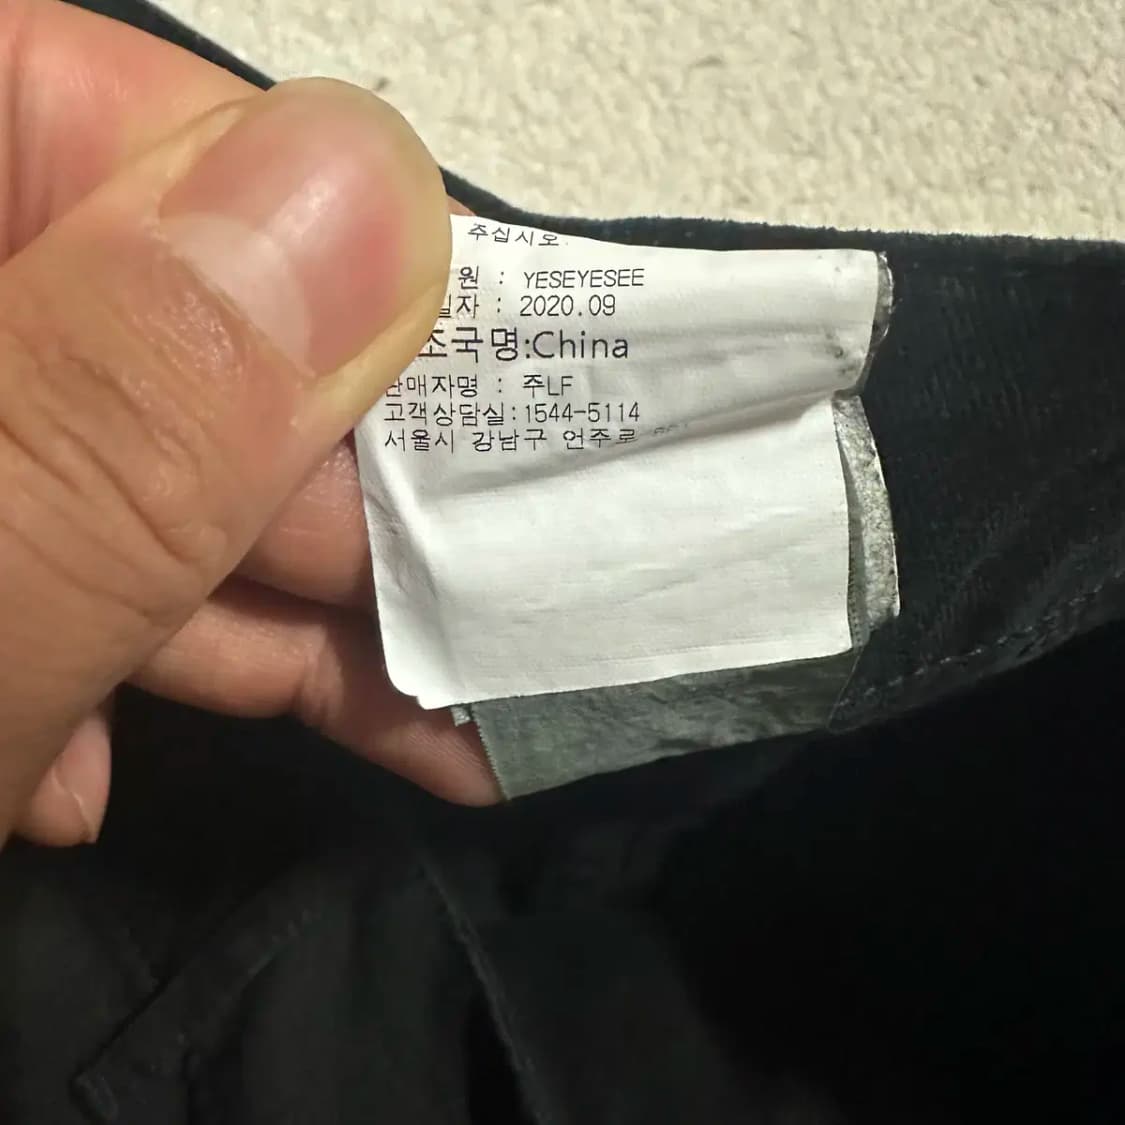 주십시오.
원 : YESEYESEE
일자 : 2020.09
조국명:China
판매자명 : 주LF
고객상담실:1544-5114
서울시 강남구 언주로